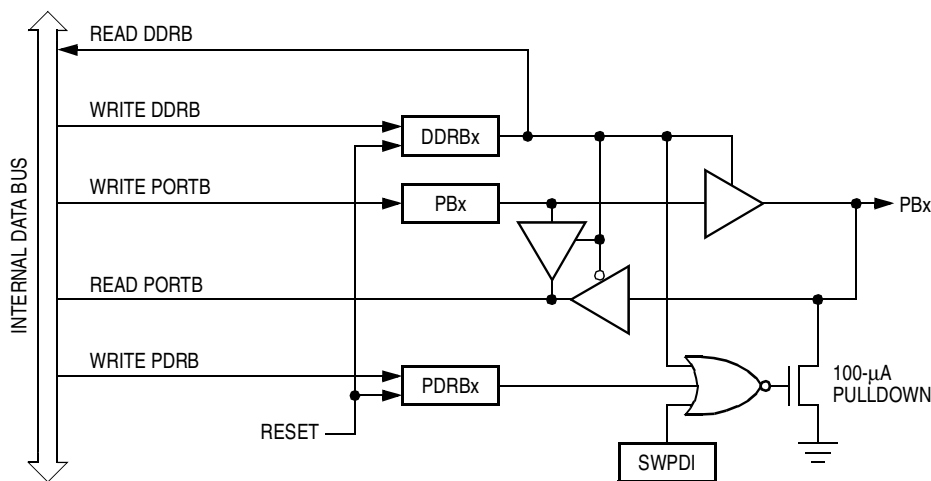 READ DDRB
WRITE DDRB
DDRBx
WRITE PORTB
PBx
PBx
INTERNAL DATA BUS
READ PORTB
WRITE PDRB
PDRBx
100-µA
PULLDOWN
RESET
SWPDI